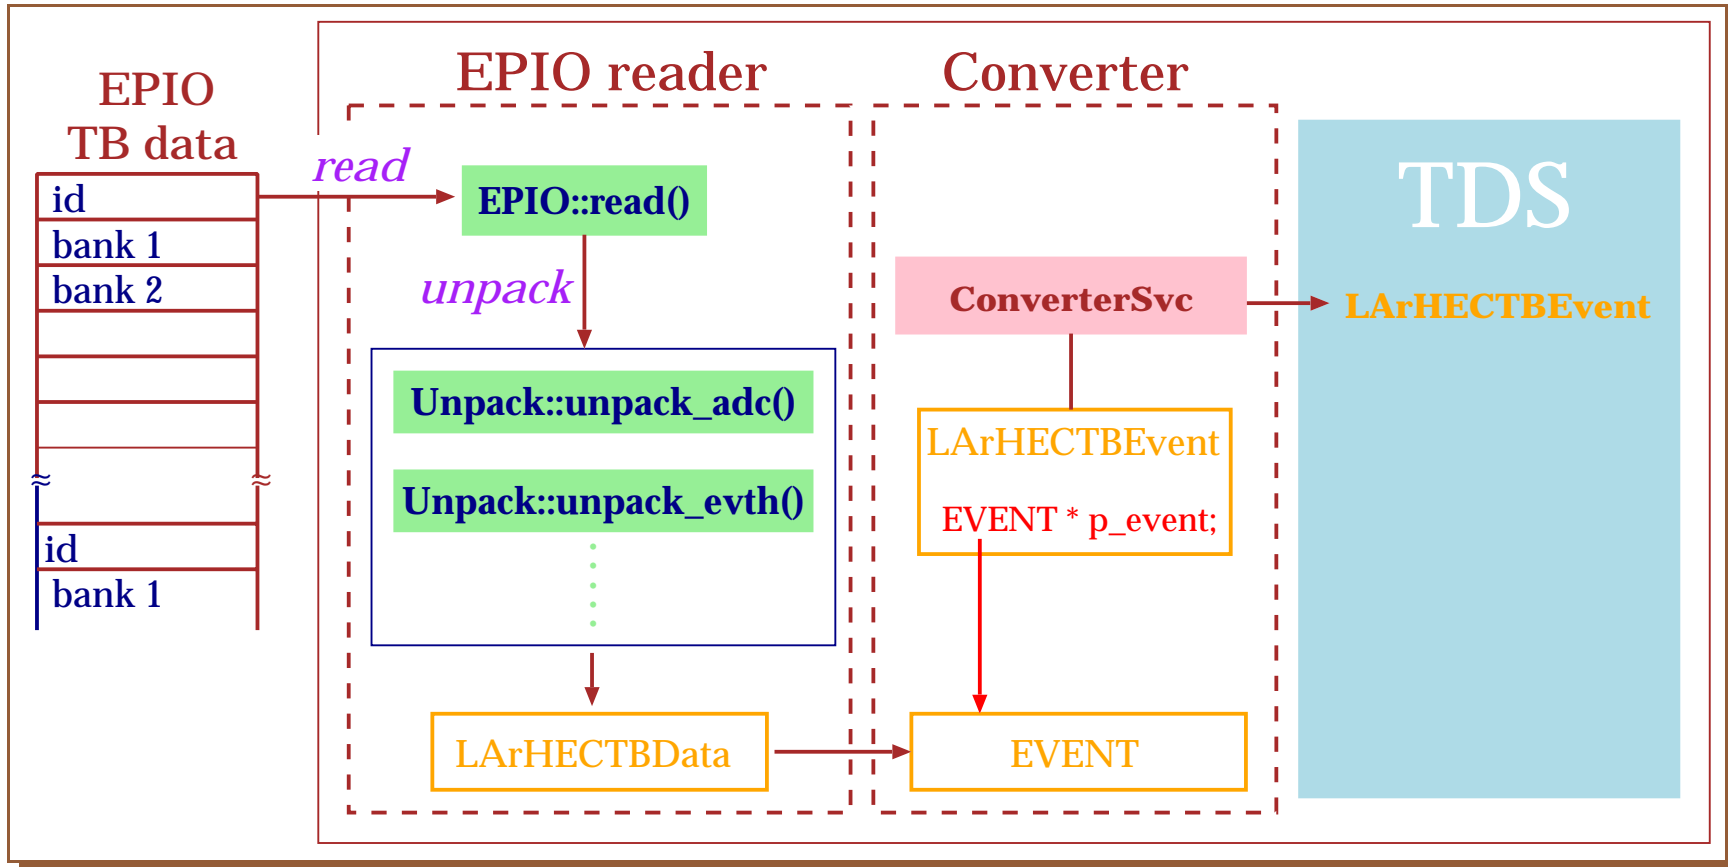 EPIO
TB data
id
bank 1
bank 2
≈ ≈
id
bank 1
EPIO reader
read
EPIO::read()
unpack
Unpack::unpack_adc()
Unpack::unpack_evth()
LArHECTBData
Converter
ConverterSvc
LArHECTBEvent
EVENT * p_event;
EVENT
TDS
LArHECTBEvent